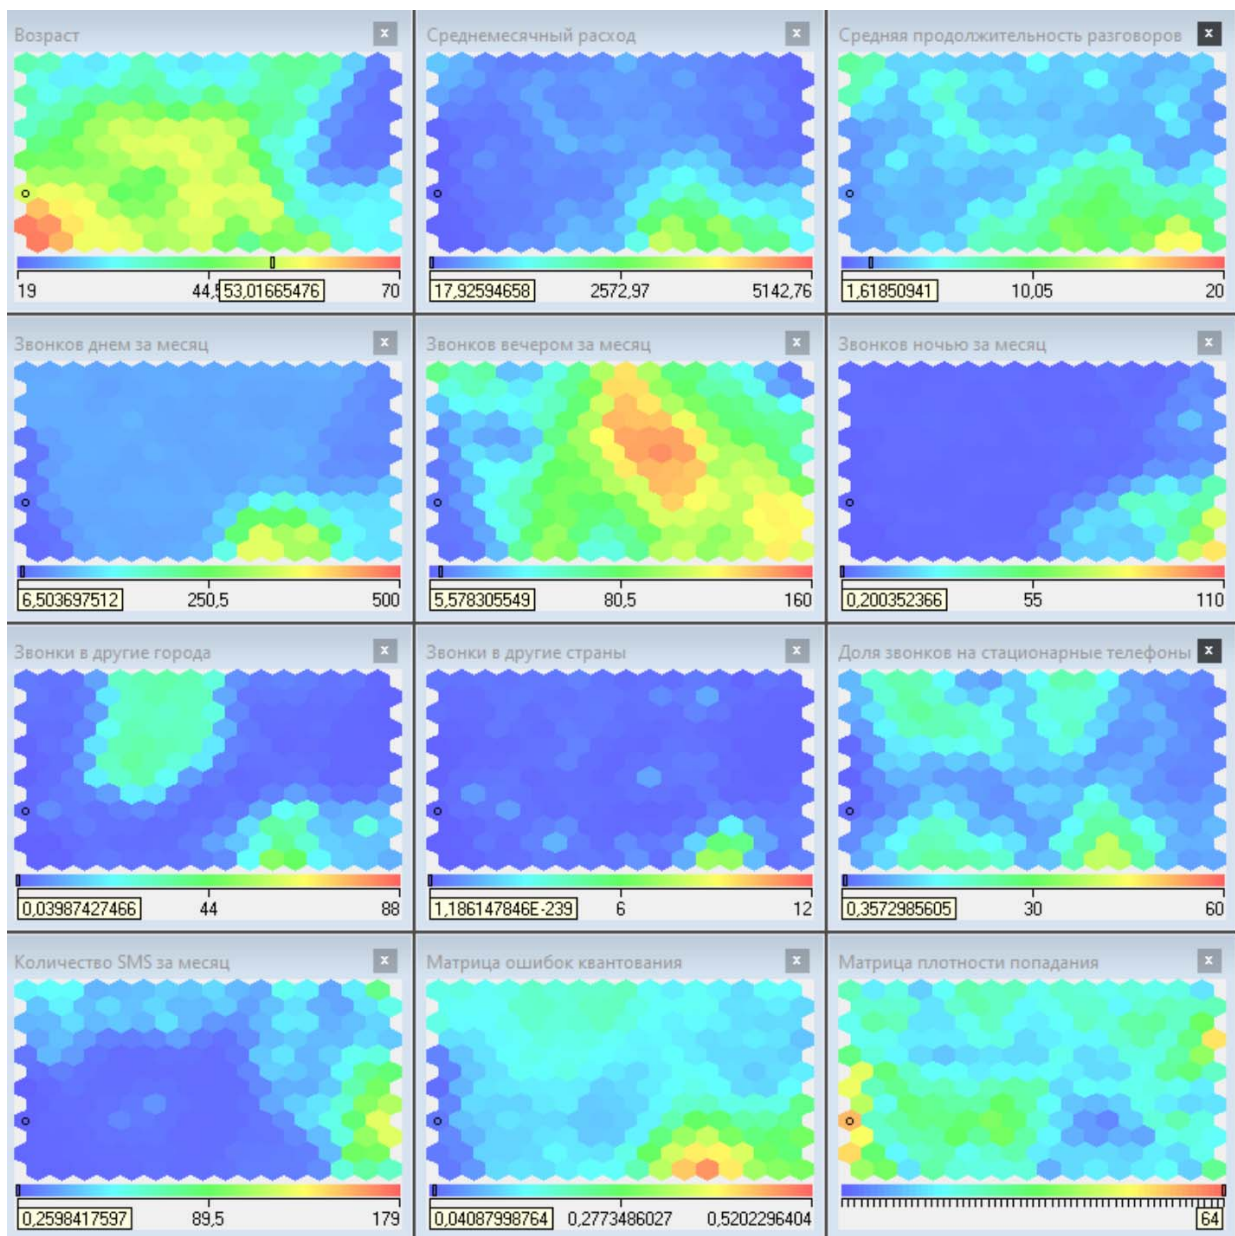 Возраст
Среднемесячный расход
Средняя продолжительность разговоров
19 44,5 53,01665476 70
17,92594658 2572,97 5142,76
1,61850941 10,05 20
Звонков днем за месяц
Звонков вечером за месяц
Звонков ночью за месяц
6,503697512 250,5 500
5,578305549 80,5 160
0,200352366 55 110
Звонки в другие города
Звонки в другие страны
Доля звонков на стационарные телефоны
0,03987427466 44 88
1,186147846E-239 6 12
0,3572985605 30 60
Количество SMS за месяц
Матрица ошибок квантования
Матрица плотности попадания
0,2598417597 89,5 179
0,04087998764 0,2773486027 0,5202296404
64